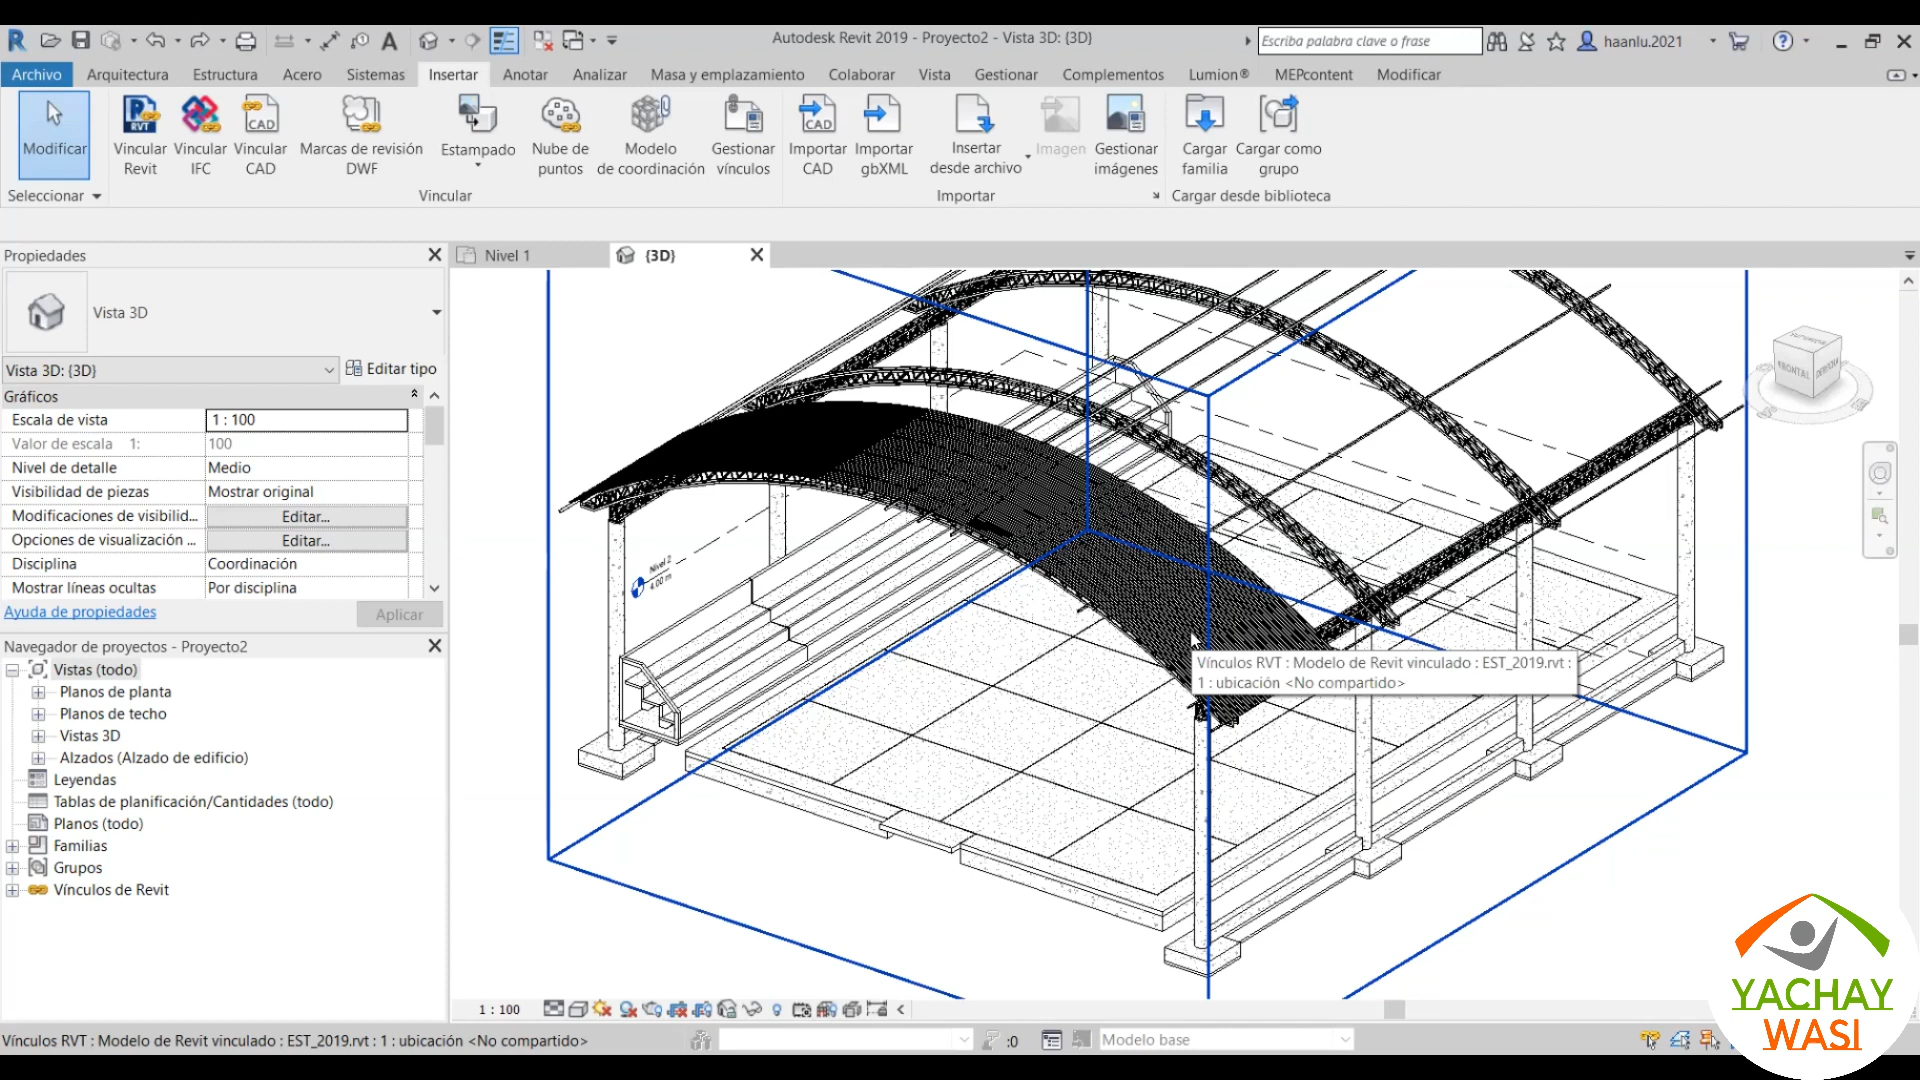 Autodesk Revit 2019 - Proyecto2 - Vista 3D: {3D}
Escriba palabra clave o frase
haanlu.2021
Archivo Arquitectura Estructura Acero Sistemas Insertar Anotar Analizar Masa y emplazamiento Colaborar Vista Gestionar Complementos Lumion® MEPcontent Modificar
Modificar
Vincular Revit
Vincular IFC
Vincular CAD
Marcas de revisión DWF
Estampado
Nube de puntos
Modelo de coordinación
Gestionar vínculos
Importar CAD
Importar gbXML
Insertar desde archivo
Imagen
Gestionar imágenes
Cargar familia
Cargar como grupo
Seleccionar
Vincular
Importar
Cargar desde biblioteca
Propiedades
Nivel 1
{3D}
Vista 3D
Vista 3D: {3D}
Editar tipo
Gráficos
Escala de vista 1 : 100
Valor de escala 1: 100
Nivel de detalle Medio
Visibilidad de piezas Mostrar original
Modificaciones de visibilid... Editar...
Opciones de visualización ... Editar...
Disciplina Coordinación
Mostrar líneas ocultas Por disciplina
Ayuda de propiedades
Aplicar
Navegador de proyectos - Proyecto2
Vistas (todo)
Planos de planta
Planos de techo
Vistas 3D
Alzados (Alzado de edificio)
Leyendas
Tablas de planificación/Cantidades (todo)
Planos (todo)
Familias
Grupos
Vínculos de Revit
Nivel 2
4.00 m
FRONTAL
Vínculos RVT : Modelo de Revit vinculado : EST_2019.rvt :
1 : ubicación <No compartido>
1 : 100
Vínculos RVT : Modelo de Revit vinculado : EST_2019.rvt : 1 : ubicación <No compartido>
:0
Modelo base
YACHAY
WASI